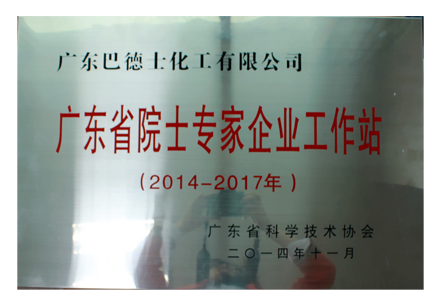 广东巴德士化工有限公司
广东省院士专家企业工作站
(2014-2017年)
广东省科学技术协会
二〇一四年十一月